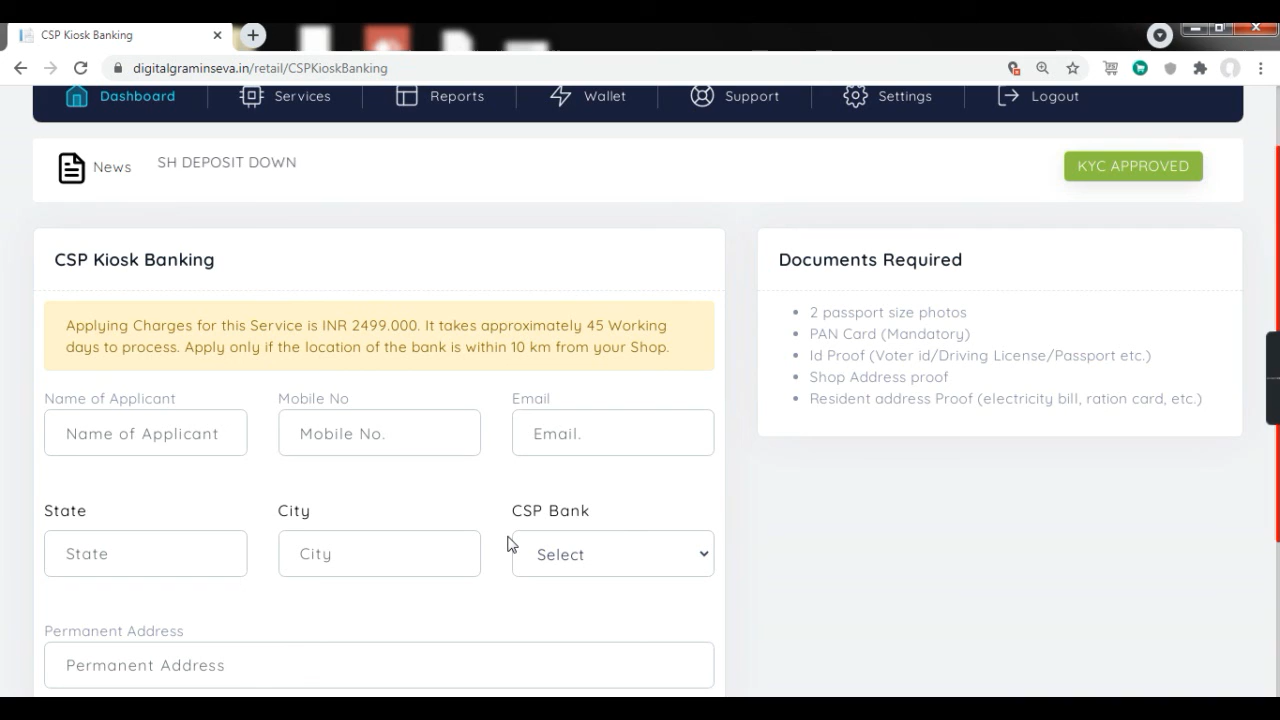 CSP Kiosk Banking
digitalgraminseva.in/retail/CSPKioskBanking
Dashboard Services Reports Wallet Support Settings Logout
News SH DEPOSIT DOWN KYC APPROVED
CSP Kiosk Banking
Applying Charges for this Service is INR 2499.000. It takes approximately 45 Working
days to process. Apply only if the location of the bank is within 10 km from your Shop.
Name of Applicant Mobile No Email
Name of Applicant Mobile No. Email.
State City CSP Bank
State City Select
Permanent Address
Permanent Address
Documents Required
2 passport size photos
PAN Card (Mandatory)
Id Proof (Voter id/Driving License/Passport etc.)
Shop Address proof
Resident address Proof (electricity bill, ration card, etc.)